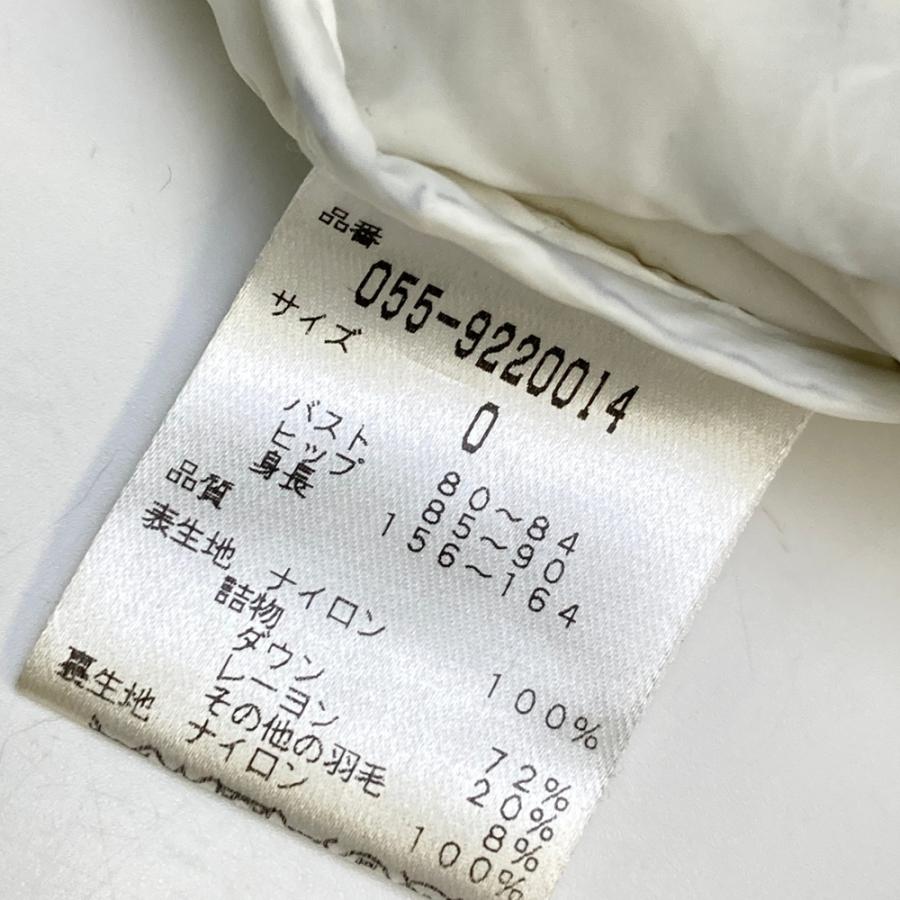 品番
055-9220014
サイズ 0
バスト 80~84
ヒップ 85~90
身長 156~164
品質
表生地 ナイロン 100%
詰物
ダウン 72%
レーヨン 20%
その他の羽毛 8%
裏生地 ナイロン 100%